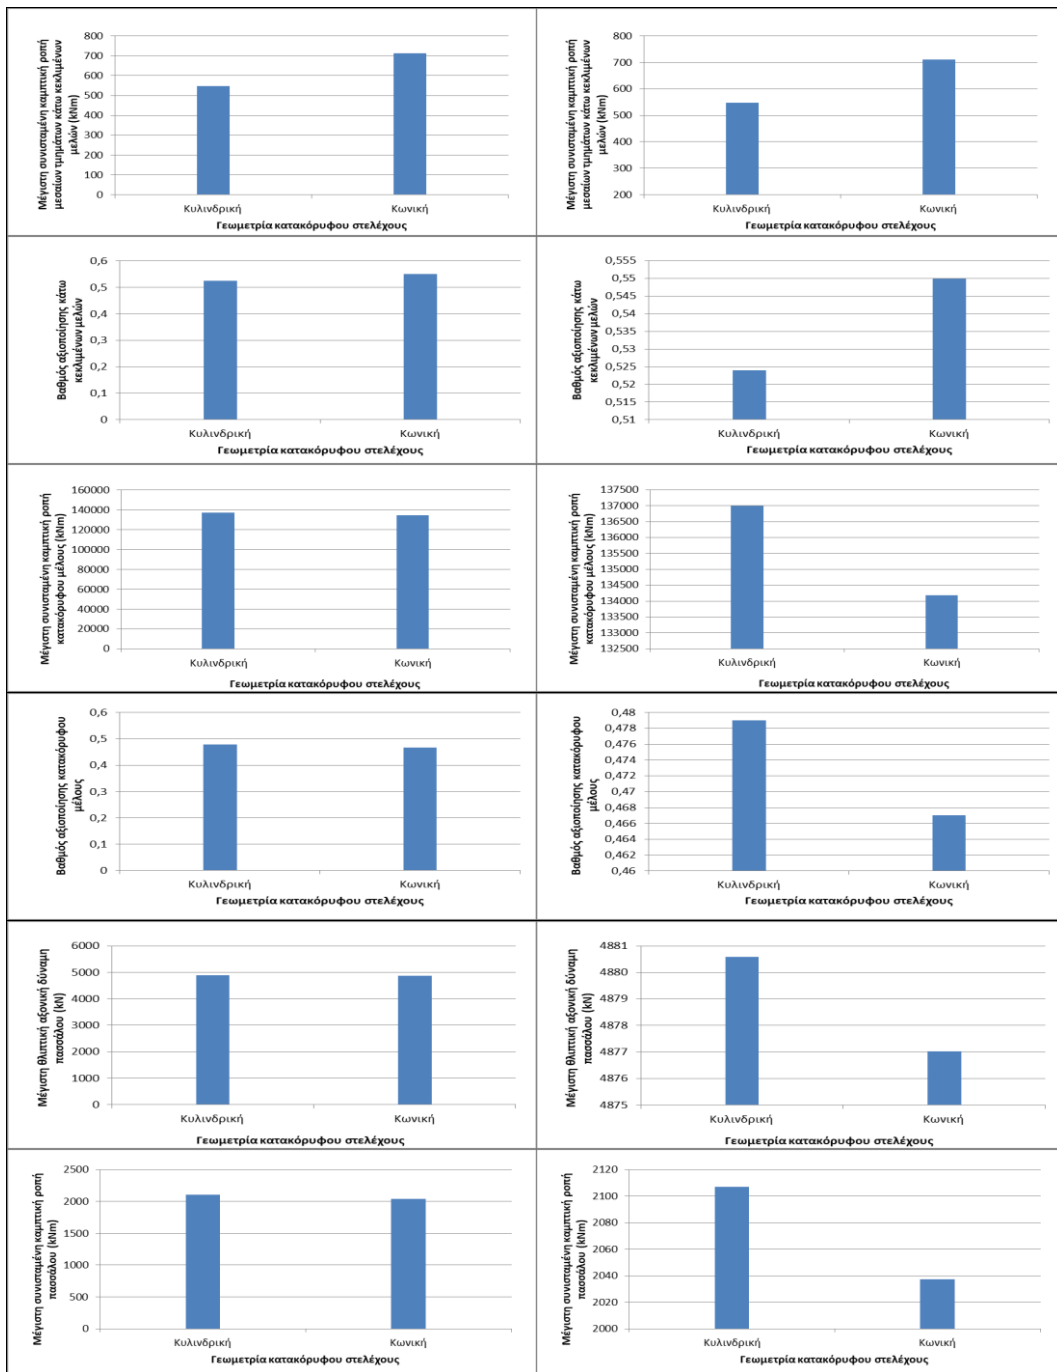 Μέγιστη συνισταμένη καμπτική ροπή
μεσαίων τμημάτων κάτω κεκλιμένων
μελών (kNm)
800
700
600
500
400
300
200
100
0
Κυλινδρική Κωνική
Γεωμετρία κατακόρυφου στελέχους
Μέγιστη συνισταμένη καμπτική ροπή
μεσαίων τμημάτων κάτω κεκλιμένων
μελών (kNm)
800
700
600
500
400
300
200
Κυλινδρική Κωνική
Γεωμετρία κατακόρυφου στελέχους
Βαθμός αξιοποίησης κάτω
κεκλιμένων μελών
0,6
0,5
0,4
0,3
0,2
0,1
0
Κυλινδρική Κωνική
Γεωμετρία κατακόρυφου στελέχους
Βαθμός αξιοποίησης κάτω
κεκλιμένων μελών
0,555
0,55
0,545
0,54
0,535
0,53
0,525
0,52
0,515
0,51
Κυλινδρική Κωνική
Γεωμετρία κατακόρυφου στελέχους
Μέγιστη συνισταμένη καμπτική ροπή
κατακόρυφου μέλους (kNm)
160000
140000
120000
100000
80000
60000
40000
20000
0
Κυλινδρική Κωνική
Γεωμετρία κατακόρυφου στελέχους
Μέγιστη συνισταμένη καμπτική ροπή
κατακόρυφου μέλους (kNm)
137500
137000
136500
136000
135500
135000
134500
134000
133500
133000
132500
Κυλινδρική Κωνική
Γεωμετρία κατακόρυφου στελέχους
Βαθμός αξιοποίησης κατακόρυφου
μέλους
0,6
0,5
0,4
0,3
0,2
0,1
0
Κυλινδρική Κωνική
Γεωμετρία κατακόρυφου στελέχους
Βαθμός αξιοποίησης κατακόρυφου
μέλους
0,48
0,478
0,476
0,474
0,472
0,47
0,468
0,466
0,464
0,462
0,46
Κυλινδρική Κωνική
Γεωμετρία κατακόρυφου στελέχους
Μέγιστη θλιπτική αξονική δύναμη
πασσάλου (kN)
6000
5000
4000
3000
2000
1000
0
Κυλινδρική Κωνική
Γεωμετρία κατακόρυφου στελέχους
Μέγιστη θλιπτική αξονική δύναμη
πασσάλου (kN)
4881
4880
4879
4878
4877
4876
4875
Κυλινδρική Κωνική
Γεωμετρία κατακόρυφου στελέχους
Μέγιστη συνισταμένη καμπτική ροπή
πασσάλου (kNm)
2500
2000
1500
1000
500
0
Κυλινδρική Κωνική
Γεωμετρία κατακόρυφου στελέχους
Μέγιστη συνισταμένη καμπτική ροπή
πασσάλου (kNm)
2120
2100
2080
2060
2040
2020
2000
Κυλινδρική Κωνική
Γεωμετρία κατακόρυφου στελέχους